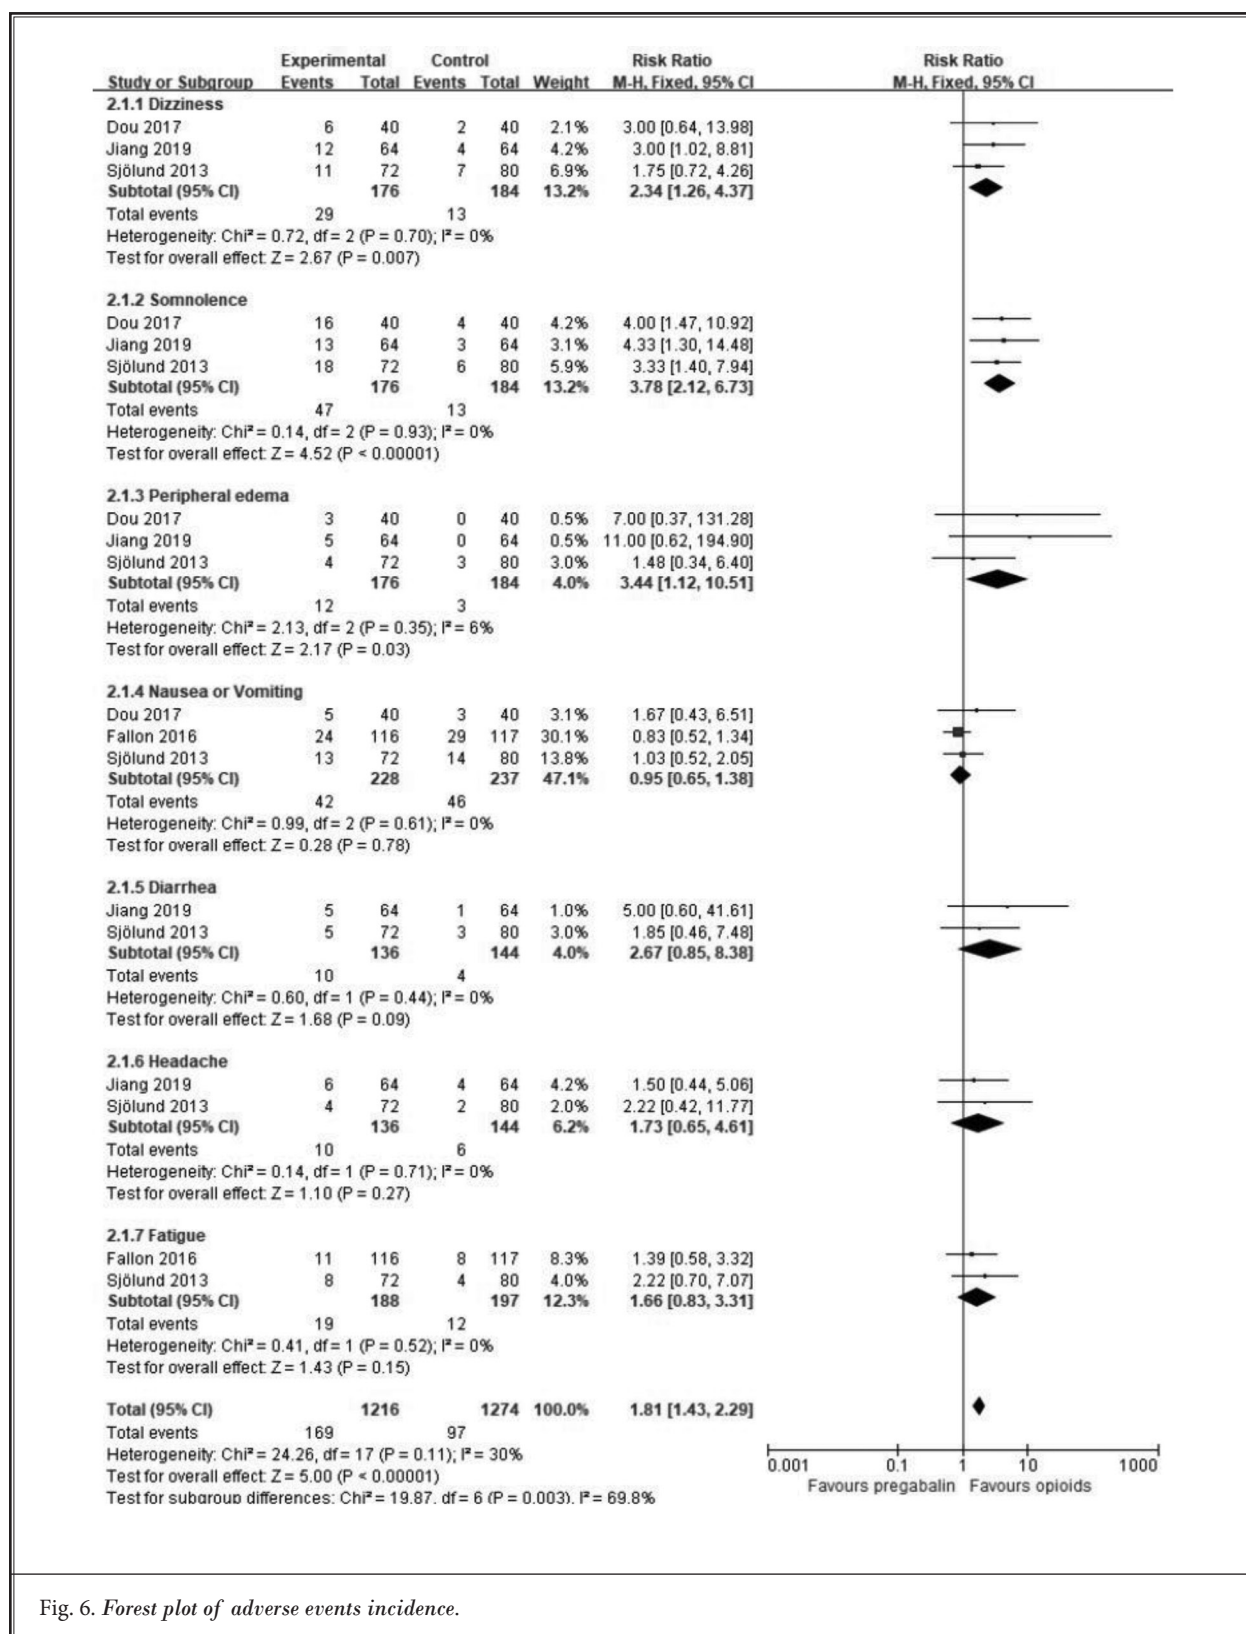 Experimental Control Risk Ratio Risk Ratio
Study or Subgroup Events Total Events Total Weight M-H, Fixed, 95% CI M-H, Fixed, 95% CI
2.1.1 Dizziness
Dou 2017 6 40 2 40 2.1% 3.00 [0.64, 13.98]
Jiang 2019 12 64 4 64 4.2% 3.00 [1.02, 8.81]
Sjölund 2013 11 72 7 80 6.9% 1.75 [0.72, 4.26]
Subtotal (95% CI) 176 184 13.2% 2.34 [1.26, 4.37]
Total events 29 13
Heterogeneity: Chi² = 0.72, df = 2 (P = 0.70); I² = 0%
Test for overall effect: Z = 2.67 (P = 0.007)
2.1.2 Somnolence
Dou 2017 16 40 4 40 4.2% 4.00 [1.47, 10.92]
Jiang 2019 13 64 3 64 3.1% 4.33 [1.30, 14.48]
Sjölund 2013 18 72 6 80 5.9% 3.33 [1.40, 7.94]
Subtotal (95% CI) 176 184 13.2% 3.78 [2.12, 6.73]
Total events 47 13
Heterogeneity: Chi² = 0.14, df = 2 (P = 0.93); I² = 0%
Test for overall effect: Z = 4.52 (P < 0.00001)
2.1.3 Peripheral edema
Dou 2017 3 40 0 40 0.5% 7.00 [0.37, 131.28]
Jiang 2019 5 64 0 64 0.5% 11.00 [0.62, 194.90]
Sjölund 2013 4 72 3 80 3.0% 1.48 [0.34, 6.40]
Subtotal (95% CI) 176 184 4.0% 3.44 [1.12, 10.51]
Total events 12 3
Heterogeneity: Chi² = 2.13, df = 2 (P = 0.35); I² = 6%
Test for overall effect: Z = 2.17 (P = 0.03)
2.1.4 Nausea or Vomiting
Dou 2017 5 40 3 40 3.1% 1.67 [0.43, 6.51]
Fallon 2016 24 116 29 117 30.1% 0.83 [0.52, 1.34]
Sjölund 2013 13 72 14 80 13.8% 1.03 [0.52, 2.05]
Subtotal (95% CI) 228 237 47.1% 0.95 [0.65, 1.38]
Total events 42 46
Heterogeneity: Chi² = 0.99, df = 2 (P = 0.61); I² = 0%
Test for overall effect: Z = 0.28 (P = 0.78)
2.1.5 Diarrhea
Jiang 2019 5 64 1 64 1.0% 5.00 [0.60, 41.61]
Sjölund 2013 5 72 3 80 3.0% 1.85 [0.46, 7.48]
Subtotal (95% CI) 136 144 4.0% 2.67 [0.85, 8.38]
Total events 10 4
Heterogeneity: Chi² = 0.60, df = 1 (P = 0.44); I² = 0%
Test for overall effect: Z = 1.68 (P = 0.09)
2.1.6 Headache
Jiang 2019 6 64 4 64 4.2% 1.50 [0.44, 5.06]
Sjölund 2013 4 72 2 80 2.0% 2.22 [0.42, 11.77]
Subtotal (95% CI) 136 144 6.2% 1.73 [0.65, 4.61]
Total events 10 6
Heterogeneity: Chi² = 0.14, df = 1 (P = 0.71); I² = 0%
Test for overall effect: Z = 1.10 (P = 0.27)
2.1.7 Fatigue
Fallon 2016 11 116 8 117 8.3% 1.39 [0.58, 3.32]
Sjölund 2013 8 72 4 80 4.0% 2.22 [0.70, 7.07]
Subtotal (95% CI) 188 197 12.3% 1.66 [0.83, 3.31]
Total events 19 12
Heterogeneity: Chi² = 0.41, df = 1 (P = 0.52); I² = 0%
Test for overall effect: Z = 1.43 (P = 0.15)
Total (95% CI) 1216 1274 100.0% 1.81 [1.43, 2.29]
Total events 169 97
Heterogeneity: Chi² = 24.26, df = 17 (P = 0.11); I² = 30%
Test for overall effect: Z = 5.00 (P < 0.00001)
Test for subgroup differences: Chi² = 19.87. df = 6 (P = 0.003). I² = 69.8%
0.001 0.1 1 10 1000
Favours pregabalin Favours opioids
Fig. 6. Forest plot of adverse events incidence.